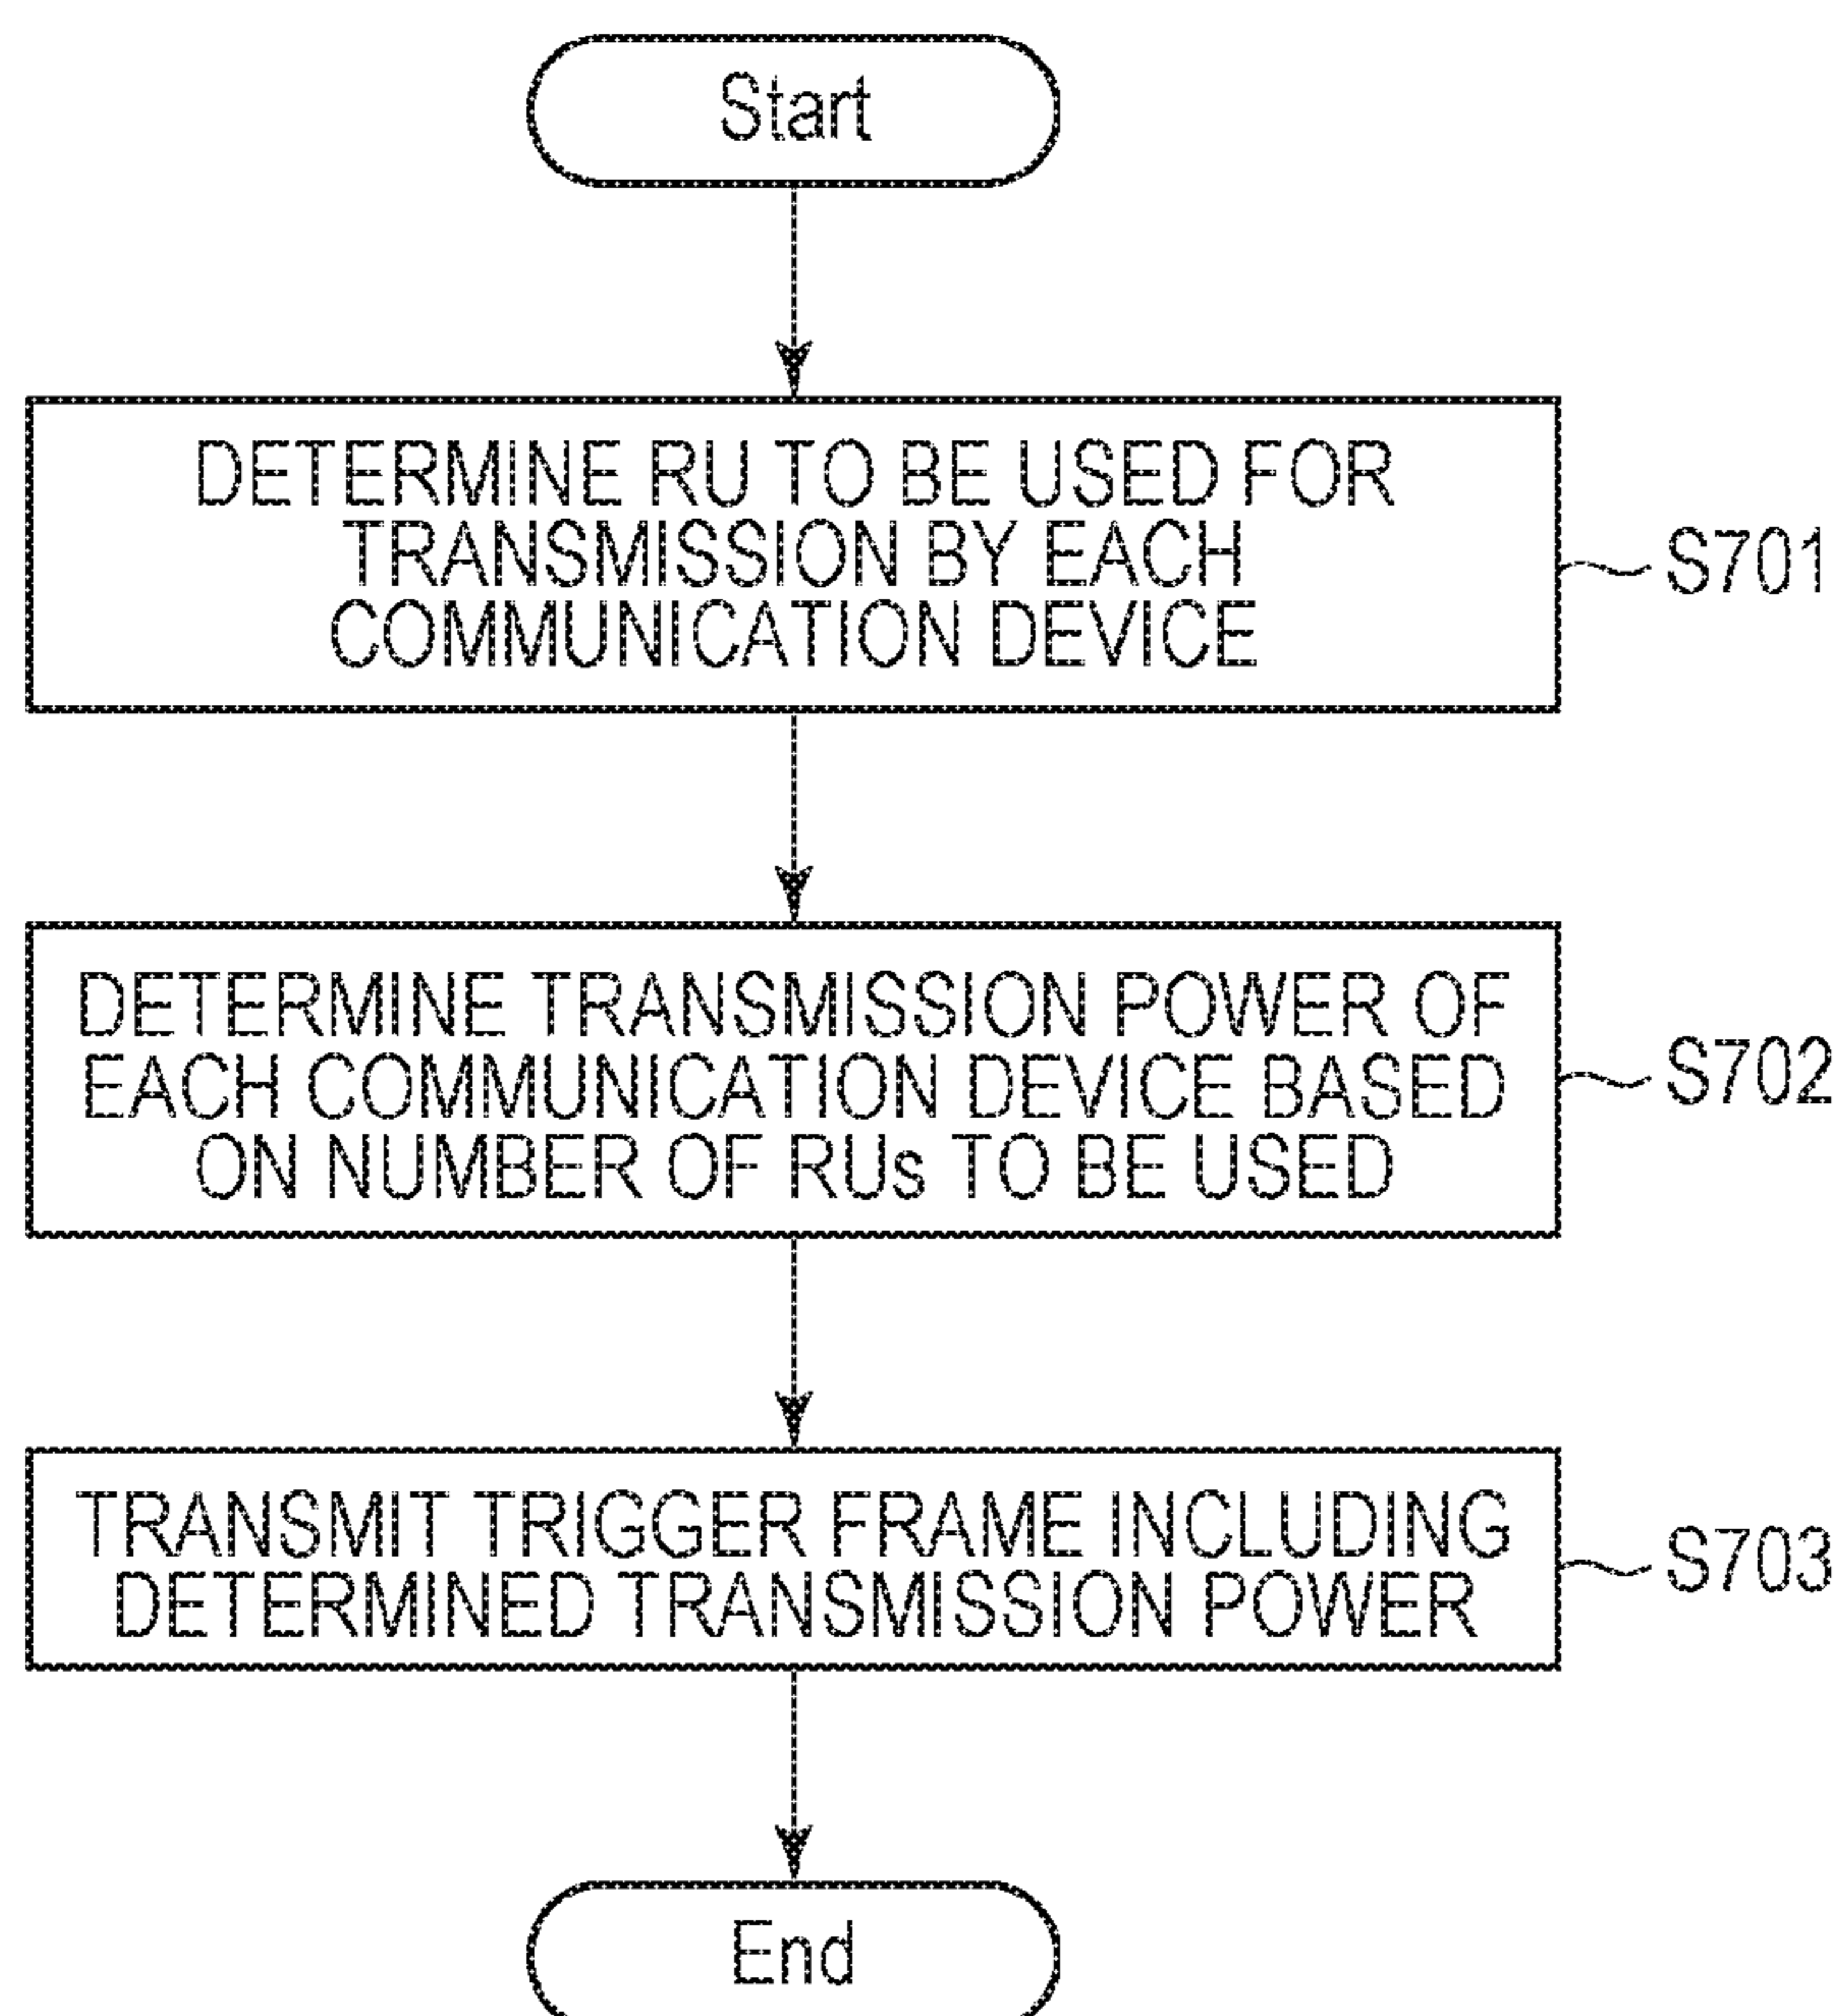 Start
DETERMINE RU TO BE USED FOR
TRANSMISSION BY EACH
COMMUNICATION DEVICE
S701
DETERMINE TRANSMISSION POWER OF
EACH COMMUNICATION DEVICE BASED
ON NUMBER OF RUs TO BE USED
S702
TRANSMIT TRIGGER FRAME INCLUDING
DETERMINED TRANSMISSION POWER
S703
End